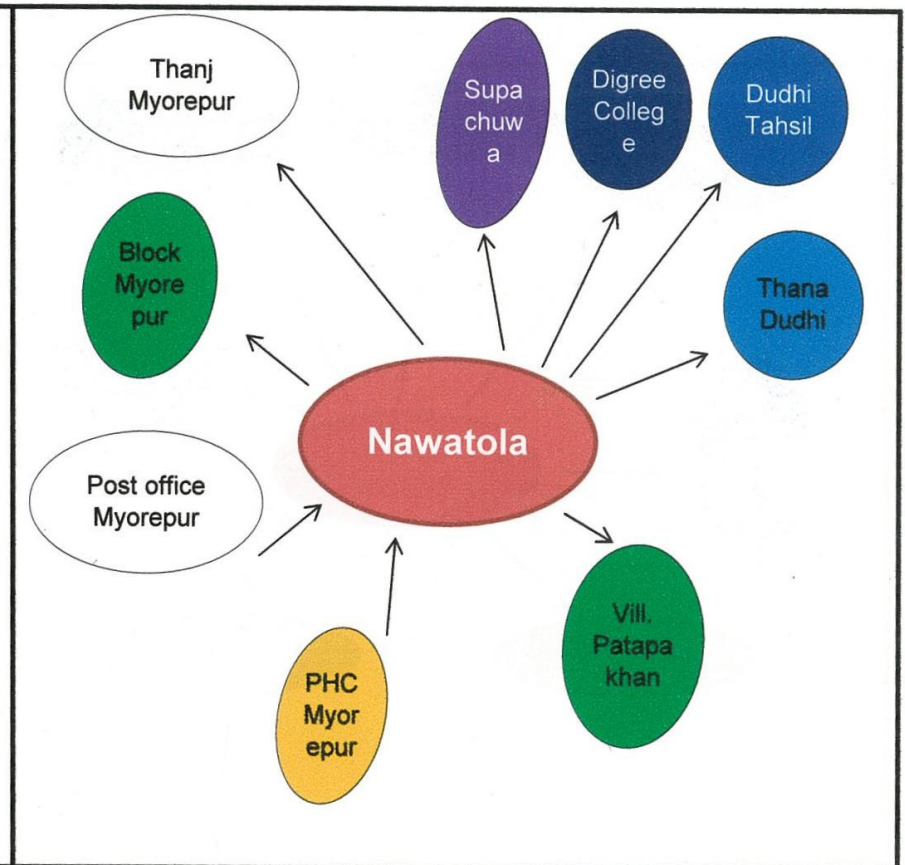 Thanj
Myorepur
Supa
chuw
a
Digree
Colleg
e
Dudhi
Tahsil
Block
Myore
pur
Thana
Dudhi
Nawatola
Post office
Myorepur
Vill.
Patapa
khan
PHC
Myor
epur